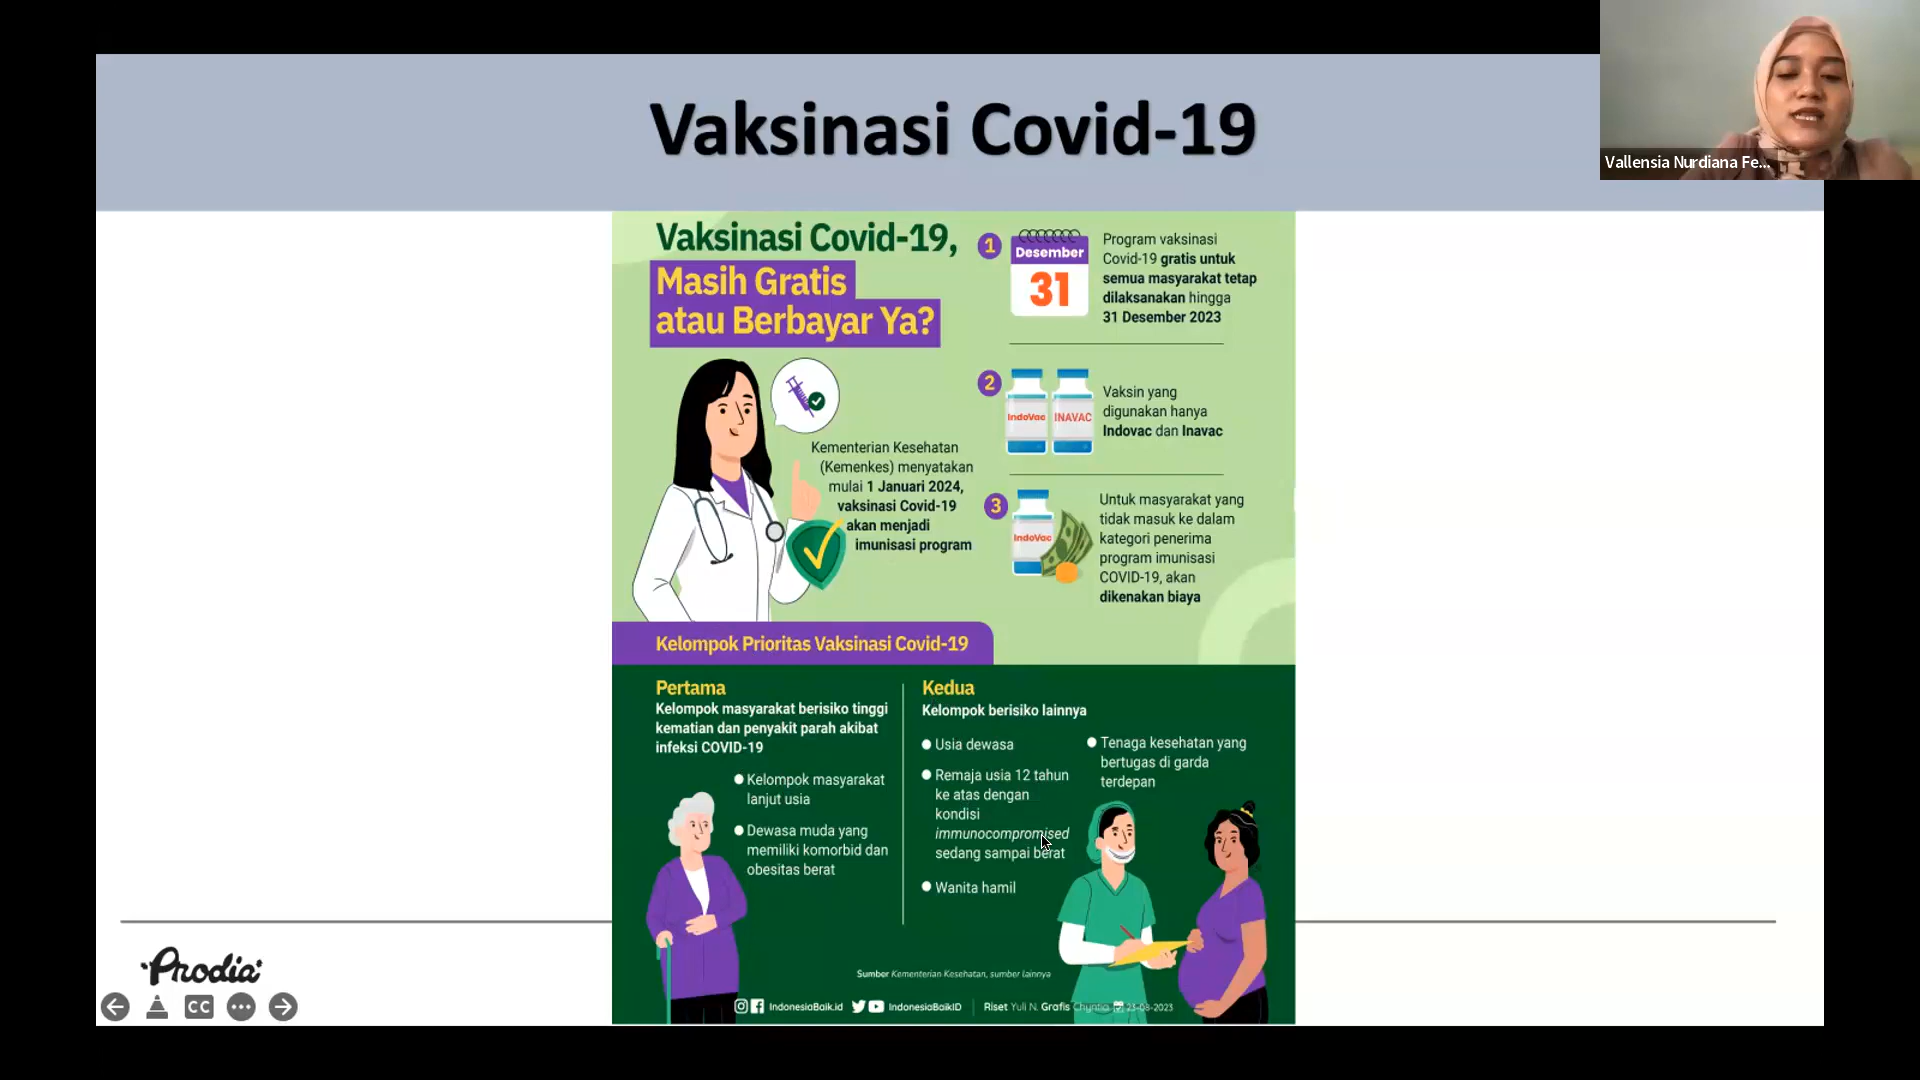 Vaksinasi Covid-19
Vallensia Nurdiana Fe...
Vaksinasi Covid-19,
Masih Gratis
atau Berbayar Ya?
Kementerian Kesehatan
(Kemenkes) menyatakan
mulai 1 Januari 2024,
vaksinasi Covid-19
akan menjadi
imunisasi program
1
Desember
31
Program vaksinasi
Covid-19 gratis untuk
semua masyarakat tetap
dilaksanakan hingga
31 Desember 2023
2
IndoVac
INAVAC
Vaksin yang
digunakan hanya
Indovac dan Inavac
3
IndoVac
Untuk masyarakat yang
tidak masuk ke dalam
kategori penerima
program imunisasi
COVID-19, akan
dikenakan biaya
Kelompok Prioritas Vaksinasi Covid-19
Pertama
Kelompok masyarakat berisiko tinggi
kematian dan penyakit parah akibat
infeksi COVID-19
Kelompok masyarakat
lanjut usia
Dewasa muda yang
memiliki komorbid dan
obesitas berat
Kedua
Kelompok berisiko lainnya
Usia dewasa
Remaja usia 12 tahun
ke atas dengan
kondisi
immunocompromised
sedang sampai berat
Wanita hamil
Tenaga kesehatan yang
bertugas di garda
terdepan
Sumber Kementerian Kesehatan, sumber lainnya
IndonesiaBaik.id
IndonesiaBaikID
Riset Yuli N. Grafis Chyntia 23-08-2023
Prodia
CC